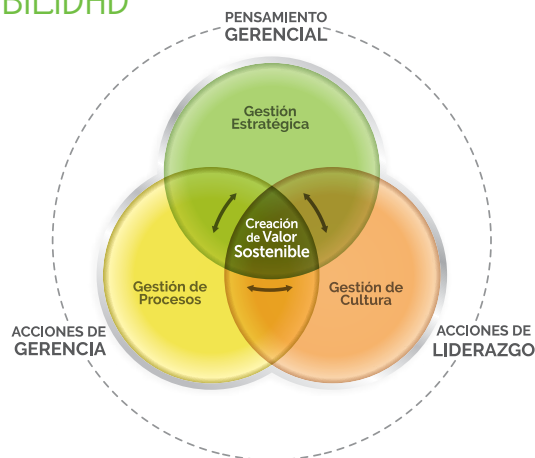 BILIDAD
PENSAMIENTO
GERENCIAL
Gestión
Estratégica
Creación
de Valor
Sostenible
Gestión de
Procesos
Gestión de
Cultura
ACCIONES DE
GERENCIA
ACCIONES DE
LIDERAZGO